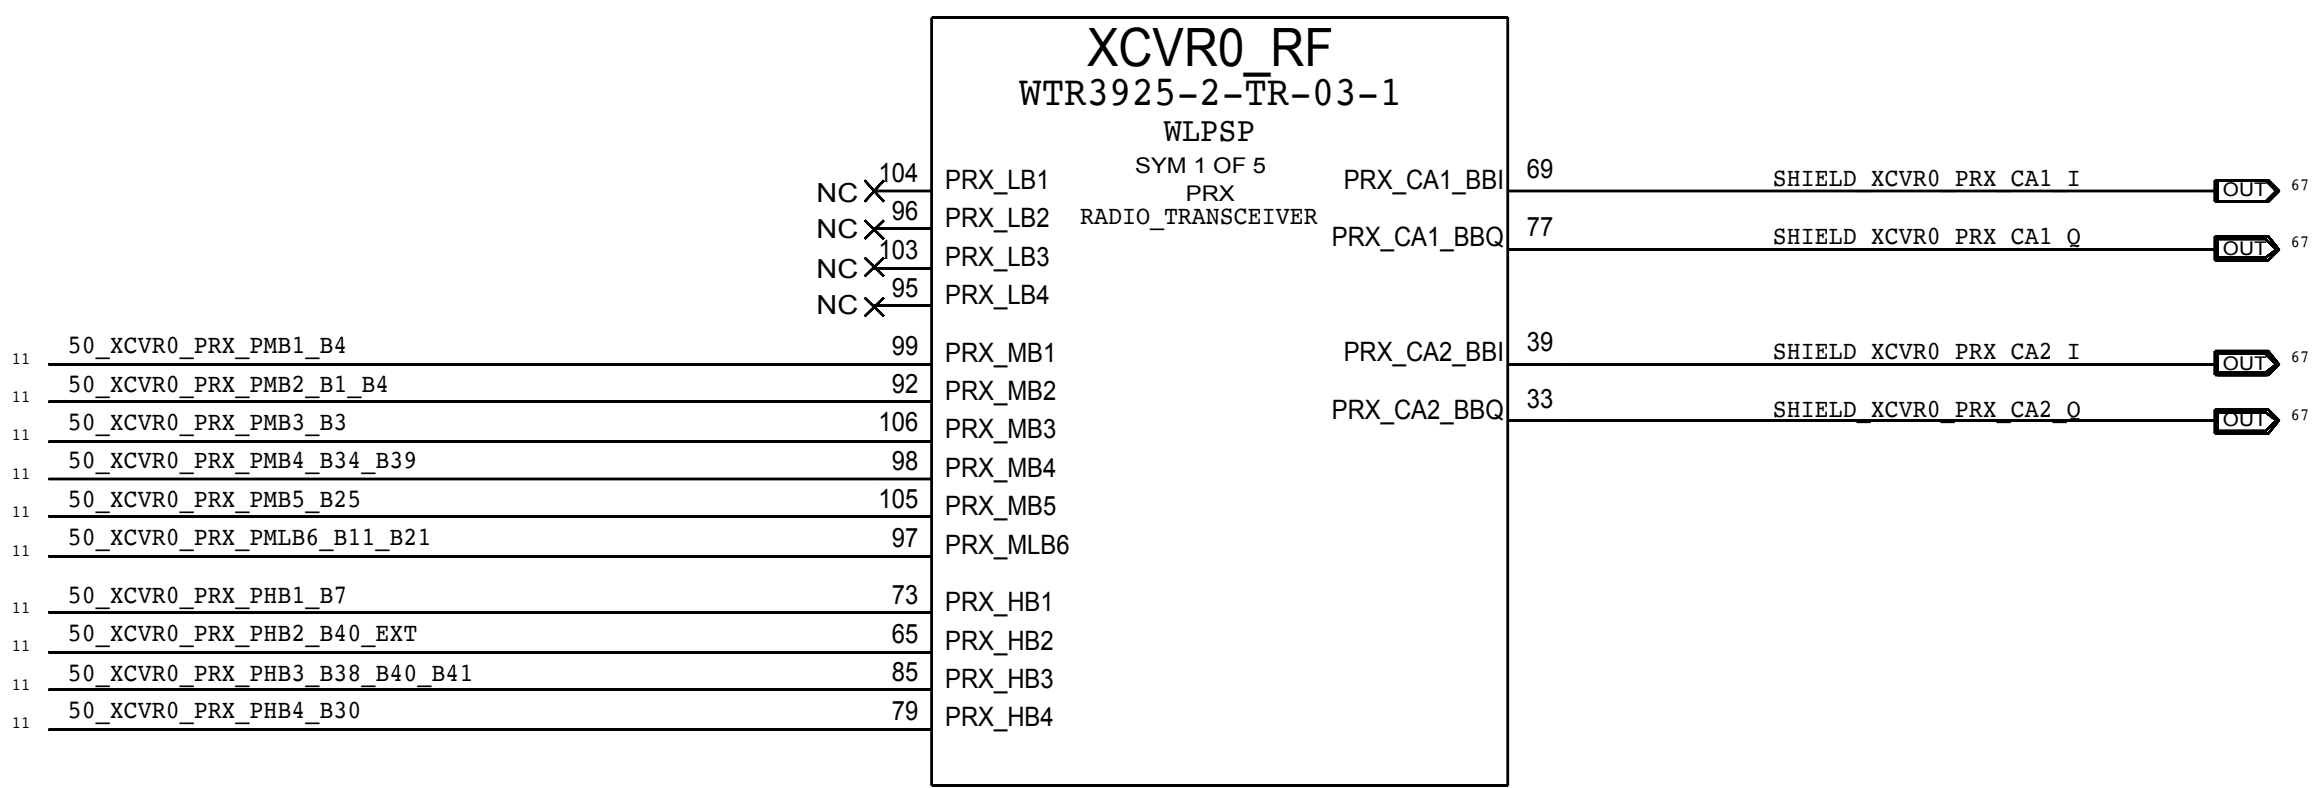 XCVR0_RF
WTR3925-2-TR-03-1
WLPSP
SYM 1 OF 5
PRX
RADIO_TRANSCEIVER
NC 104 PRX_LB1
NC 96 PRX_LB2
NC 103 PRX_LB3
NC 95 PRX_LB4
11 50_XCVR0_PRX_PMB1_B4 99 PRX_MB1
11 50_XCVR0_PRX_PMB2_B1_B4 92 PRX_MB2
11 50_XCVR0_PRX_PMB3_B3 106 PRX_MB3
11 50_XCVR0_PRX_PMB4_B34_B39 98 PRX_MB4
11 50_XCVR0_PRX_PMB5_B25 105 PRX_MB5
11 50_XCVR0_PRX_PMLB6_B11_B21 97 PRX_MLB6
11 50_XCVR0_PRX_PHB1_B7 73 PRX_HB1
11 50_XCVR0_PRX_PHB2_B40_EXT 65 PRX_HB2
11 50_XCVR0_PRX_PHB3_B38_B40_B41 85 PRX_HB3
11 50_XCVR0_PRX_PHB4_B30 79 PRX_HB4
PRX_CA1_BBI 69 SHIELD_XCVR0_PRX_CA1_I OUT 67
PRX_CA1_BBQ 77 SHIELD_XCVR0_PRX_CA1_Q OUT 67
PRX_CA2_BBI 39 SHIELD_XCVR0_PRX_CA2_I OUT 67
PRX_CA2_BBQ 33 SHIELD_XCVR0_PRX_CA2_Q OUT 67